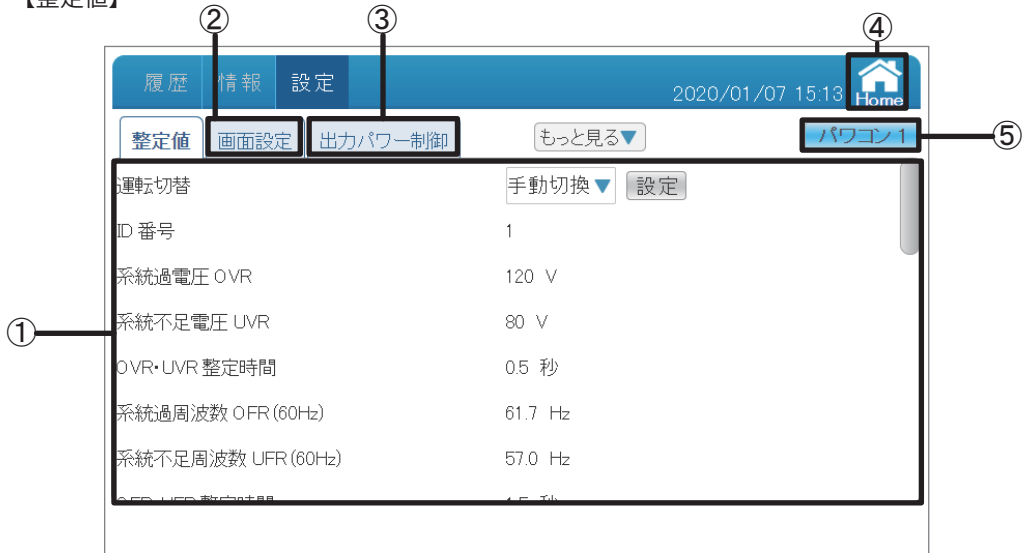 【整定値】
② ③ ④
履歴 情報 設定 2020/01/07 15:13 Home
整定値 画面設定 出力パワー制御 もっと見る▼ パワコン 1 ⑤
運転切替 手動切換▼ 設定
ID 番号 1
系統過電圧 OVR 120 V
① 系統不足電圧 UVR 80 V
OVR・UVR 整定時間 0.5 秒
系統過周波数 OFR(60Hz) 61.7 Hz
系統不足周波数 UFR(60Hz) 57.0 Hz